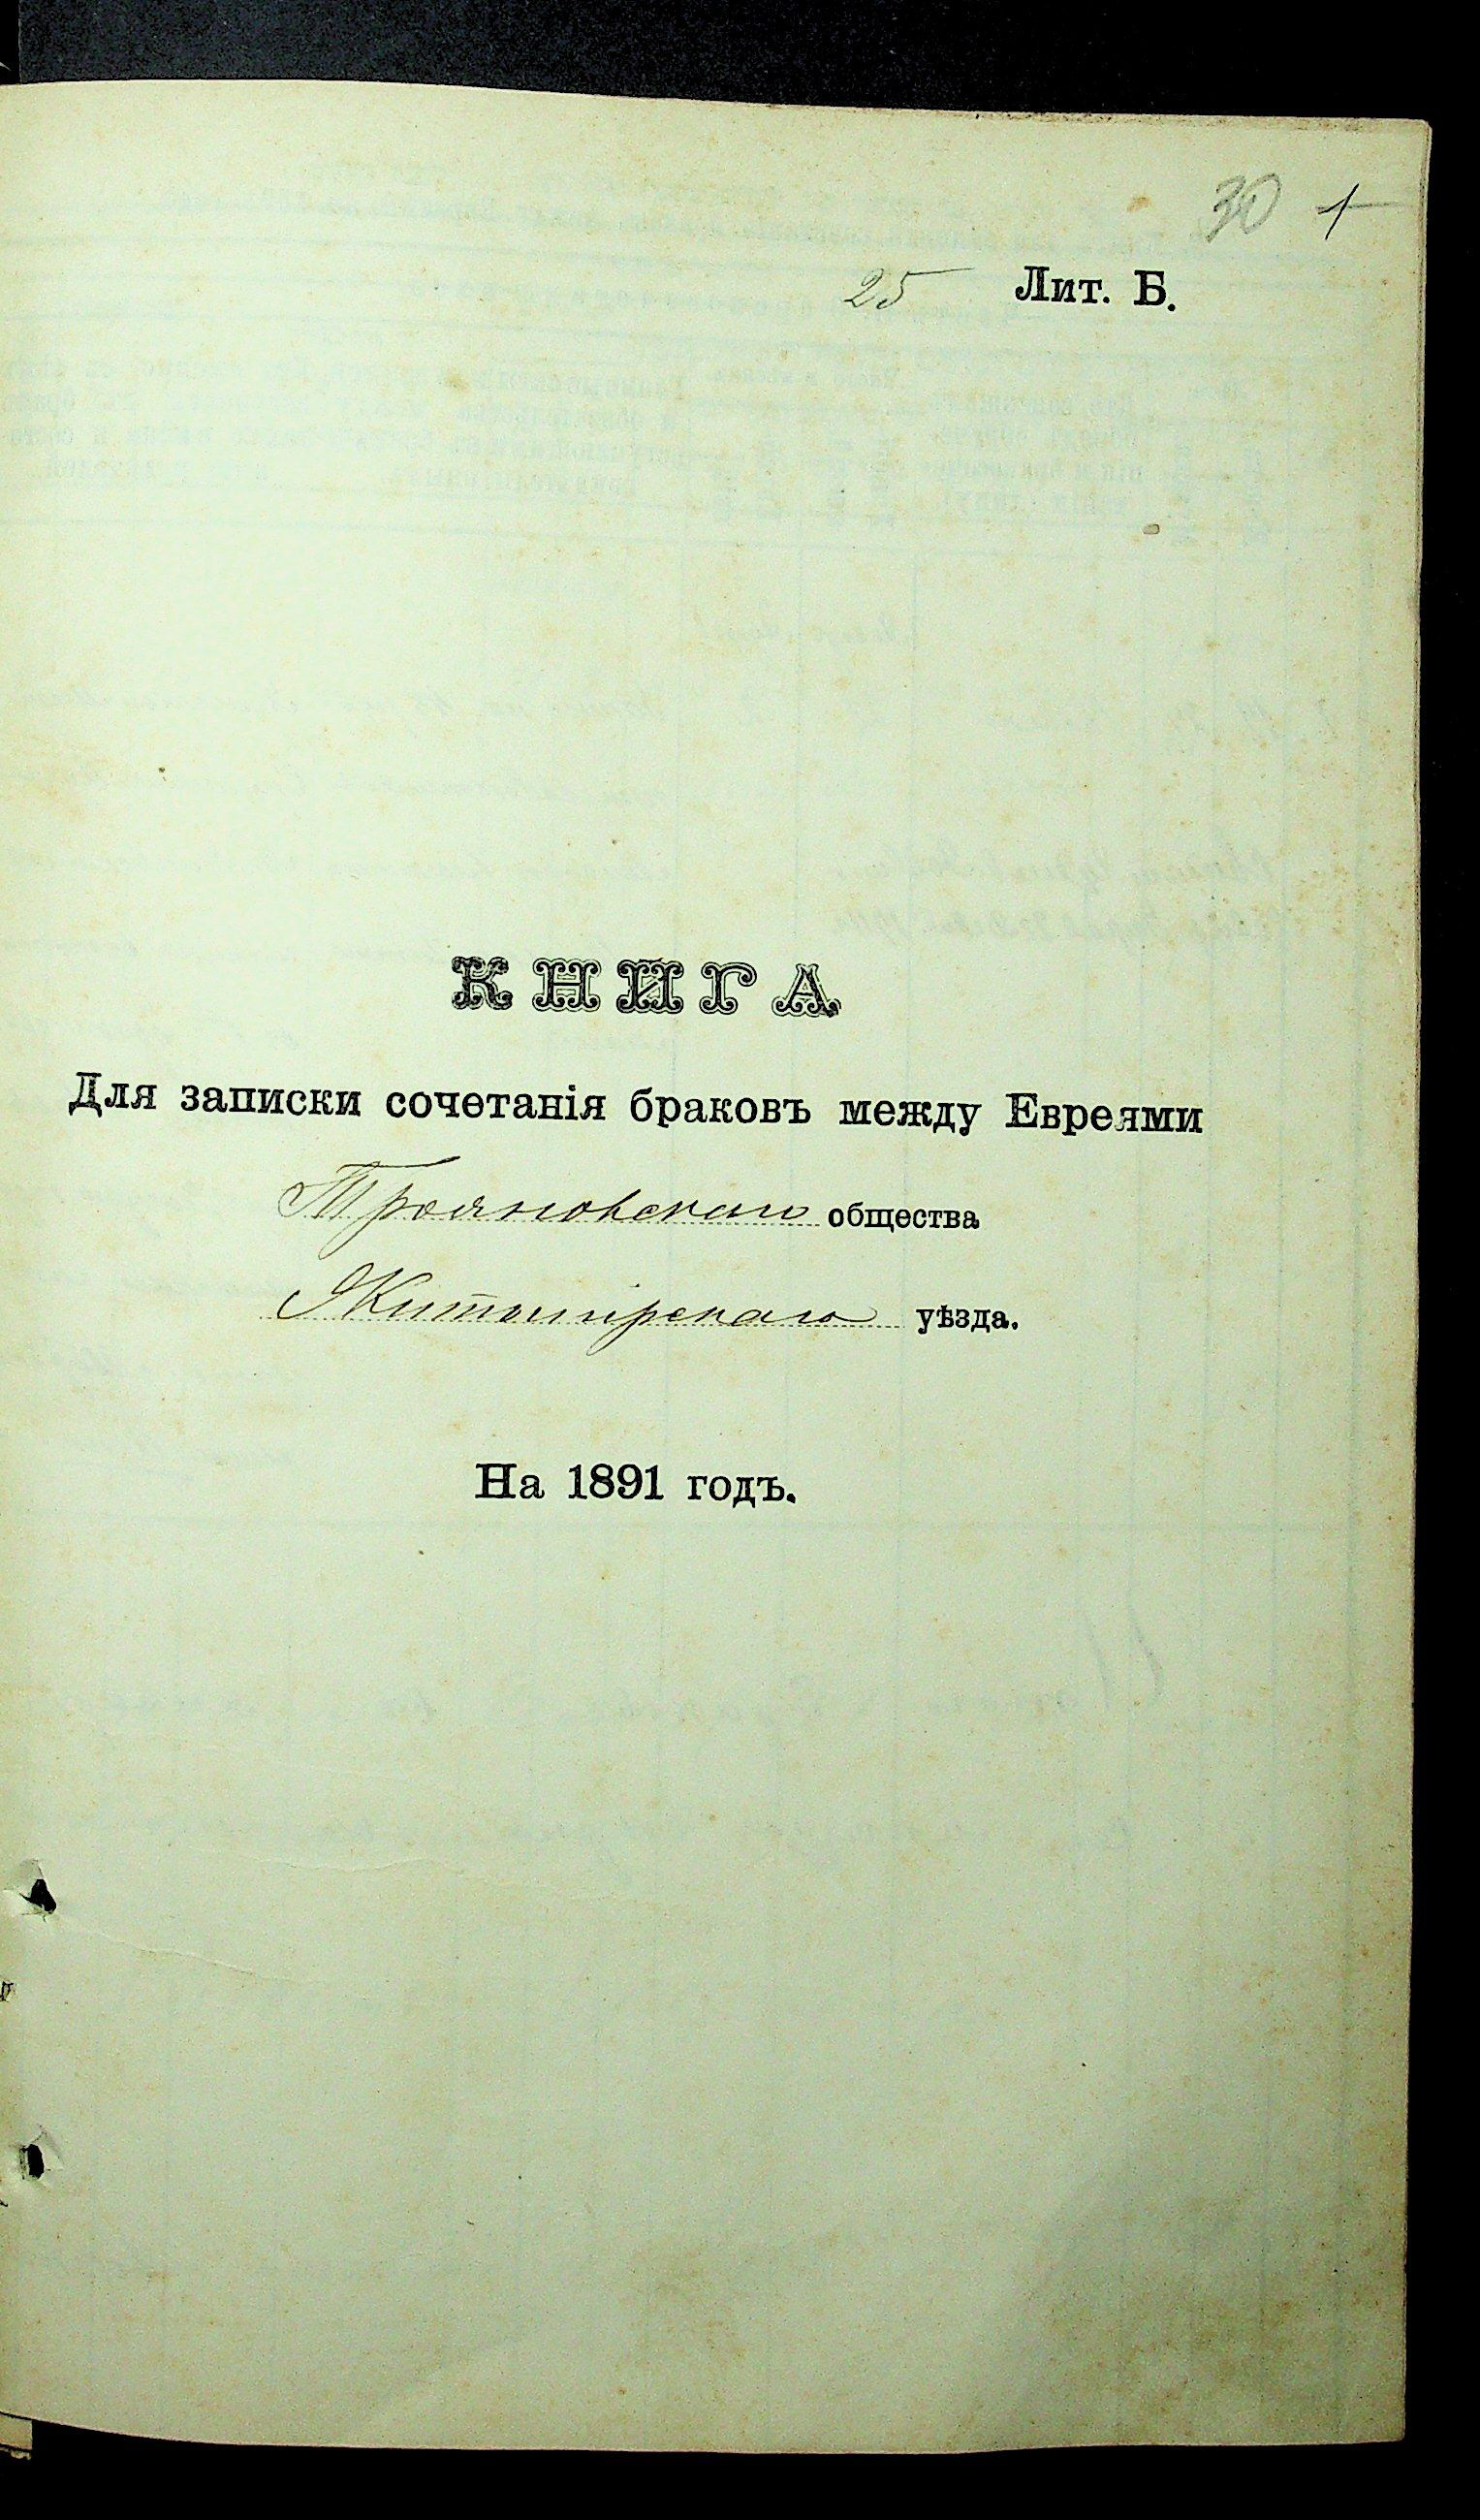 30 1
25 Лит. Б.
КНИГА
Для записки сочетанія браковъ между Евреями
Трояновскаго общества
Житомірскаго уѣзда.
На 1891 годъ.